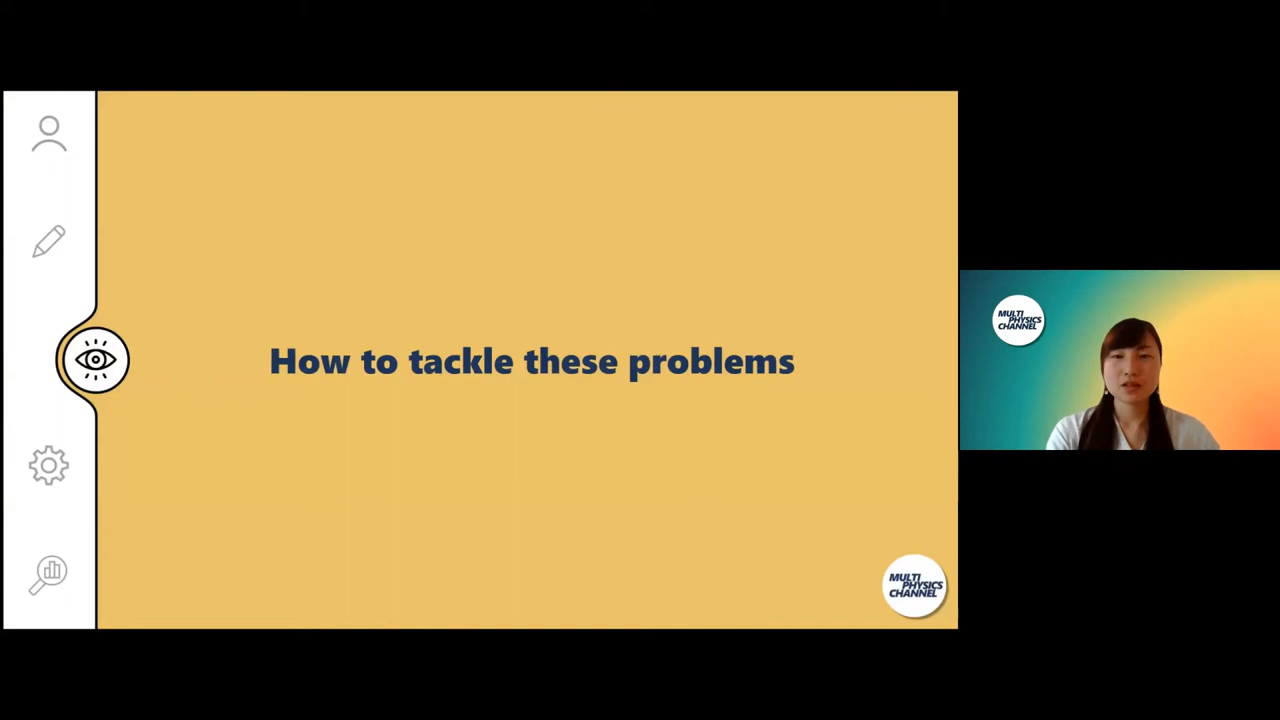 How to tackle these problems
MULTI
PHYSICS
CHANNEL
MULTI
PHYSICS
CHANNEL